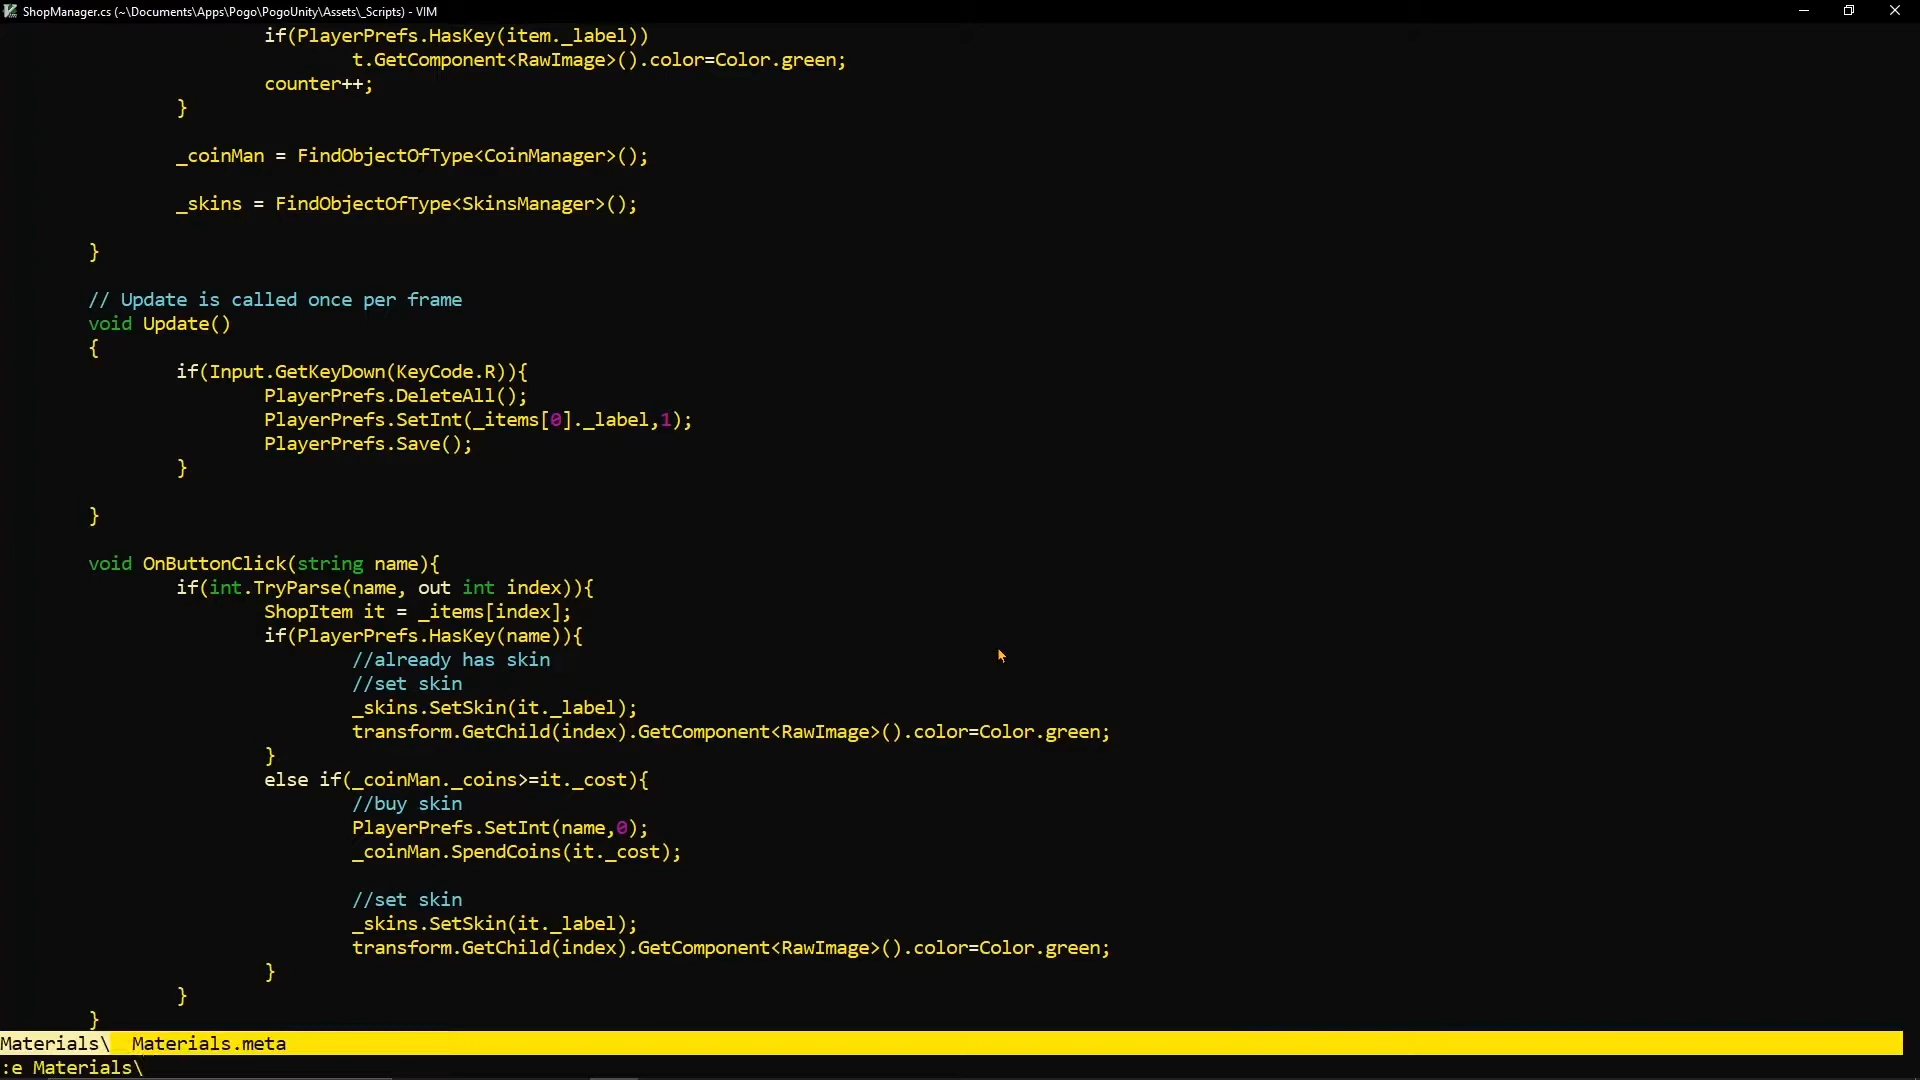 ShopManager.cs (~\Documents\Apps\Pogo\PogoUnity\Assets\_Scripts) - VIM
if(PlayerPrefs.HasKey(item._label))
t.GetComponent<RawImage>().color=Color.green;
counter++;
}
_coinMan = FindObjectOfType<CoinManager>();
_skins = FindObjectOfType<SkinsManager>();
}
// Update is called once per frame
void Update()
{
if(Input.GetKeyDown(KeyCode.R)){
PlayerPrefs.DeleteAll();
PlayerPrefs.SetInt(_items[0]._label,1);
PlayerPrefs.Save();
}
}
void OnButtonClick(string name){
if(int.TryParse(name, out int index)){
ShopItem it = _items[index];
if(PlayerPrefs.HasKey(name)){
//already has skin
//set skin
_skins.SetSkin(it._label);
transform.GetChild(index).GetComponent<RawImage>().color=Color.green;
}
else if(_coinMan._coins>=it._cost){
//buy skin
PlayerPrefs.SetInt(name,0);
_coinMan.SpendCoins(it._cost);
//set skin
_skins.SetSkin(it._label);
transform.GetChild(index).GetComponent<RawImage>().color=Color.green;
}
}
}
Materials\ Materials.meta
:e Materials\